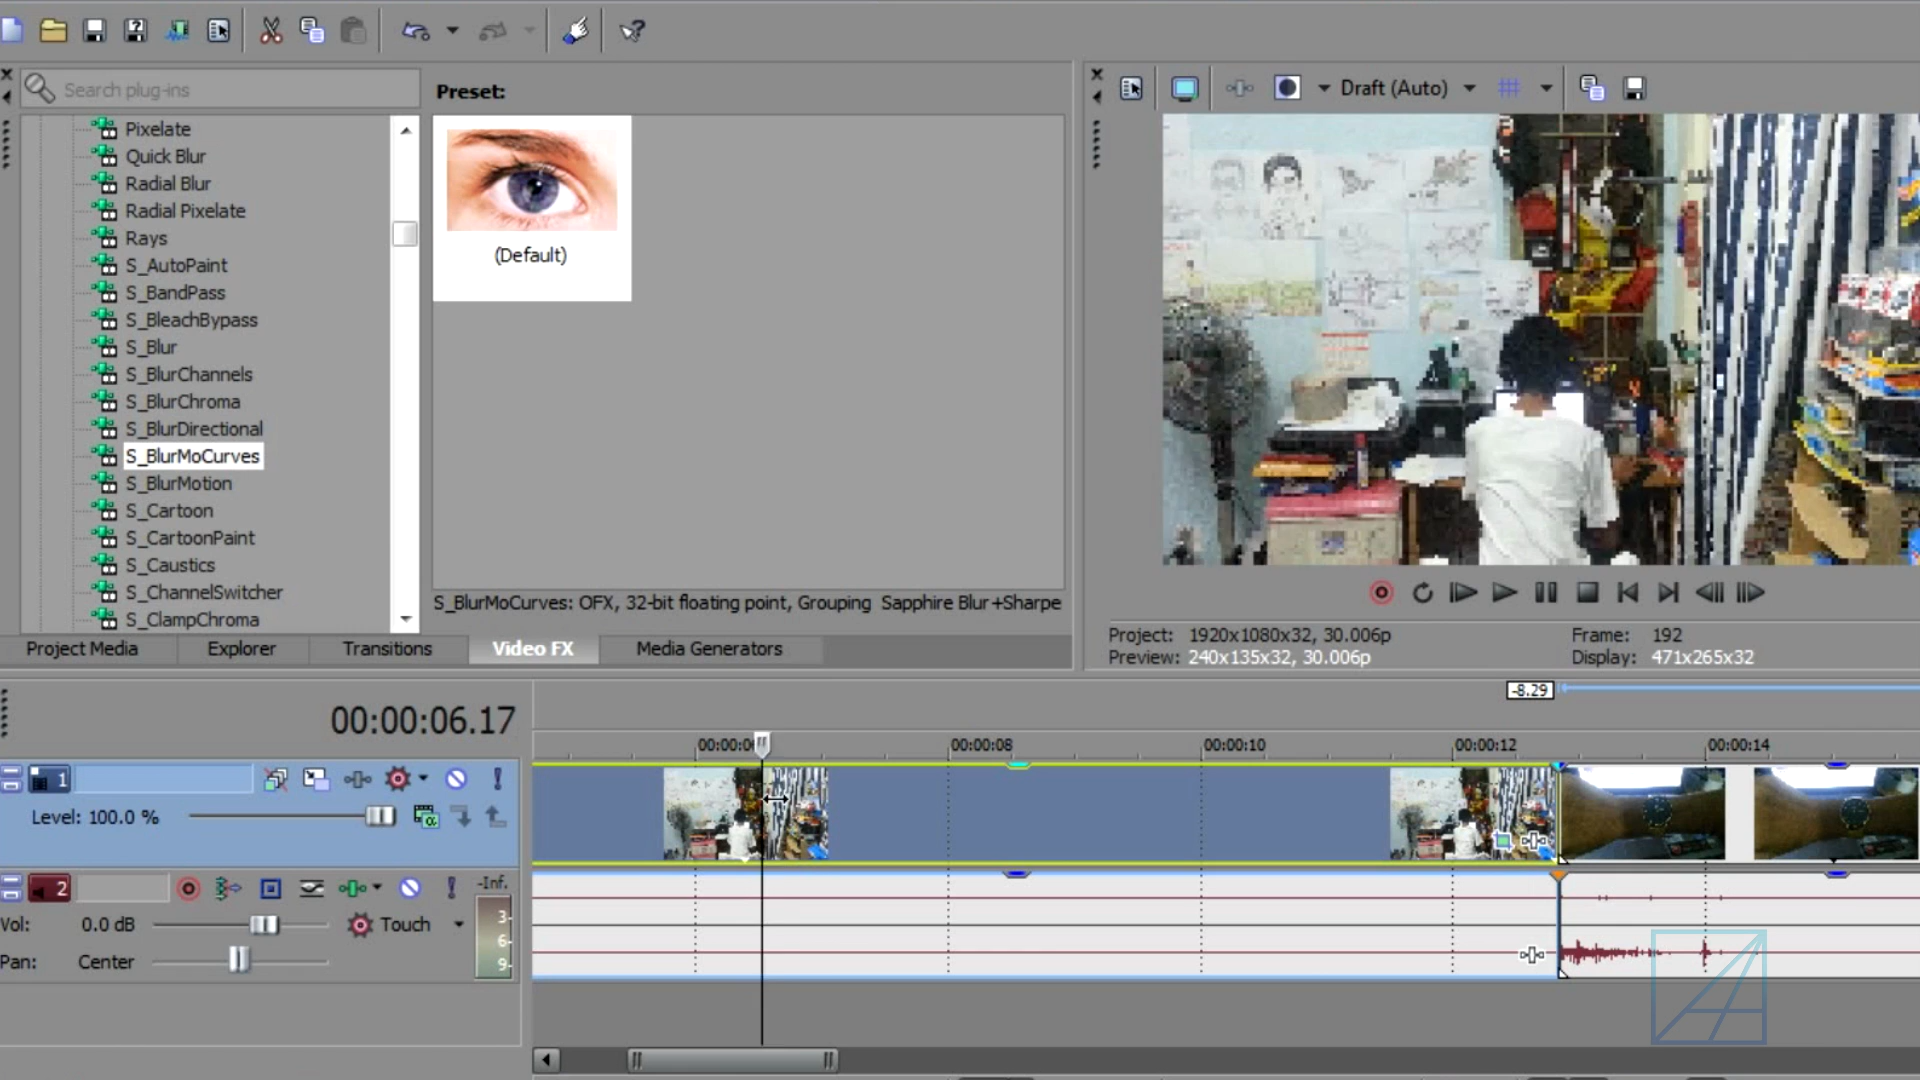 Search plug-ins
Preset:
Draft (Auto)
Pixelate
Quick Blur
Radial Blur
Radial Pixelate
Rays
S_AutoPaint
S_BandPass
S_BleachBypass
S_Blur
S_BlurChannels
S_BlurChroma
S_BlurDirectional
S_BlurMoCurves
S_BlurMotion
S_Cartoon
S_CartoonPaint
S_Caustics
S_ChannelSwitcher
S_ClampChroma
(Default)
S_BlurMoCurves: OFX, 32-bit floating point, Grouping Sapphire Blur+Sharpe
Project Media Explorer Transitions Video FX Media Generators
Project: 1920x1080x32, 30.006p Frame: 192
Preview: 240x135x32, 30.006p Display: 471x265x32
-8.29
00:00:06.17
00:00:08 00:00:10 00:00:12 00:00:14
1
Level: 100.0 %
2
-Inf.
Vol: 0.0 dB Touch
Pan: Center
3
6
9